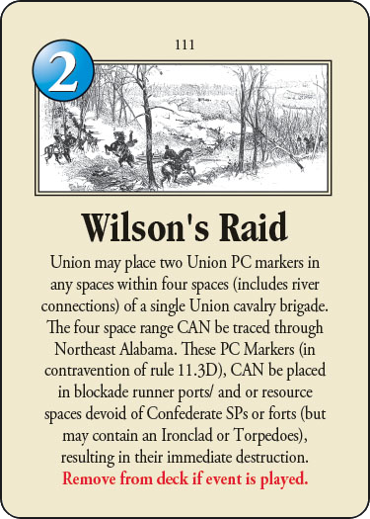 111
2
Wilson's Raid
Union may place two Union PC markers in
any spaces within four spaces (includes river
connections) of a single Union cavalry brigade.
The four space range CAN be traced through
Northeast Alabama. These PC Markers (in
contravention of rule 11.3D), CAN be placed
in blockade runner ports/ and or resource
spaces devoid of Confederate SPs or forts (but
may contain an Ironclad or Torpedoes),
resulting in their immediate destruction.
Remove from deck if event is played.